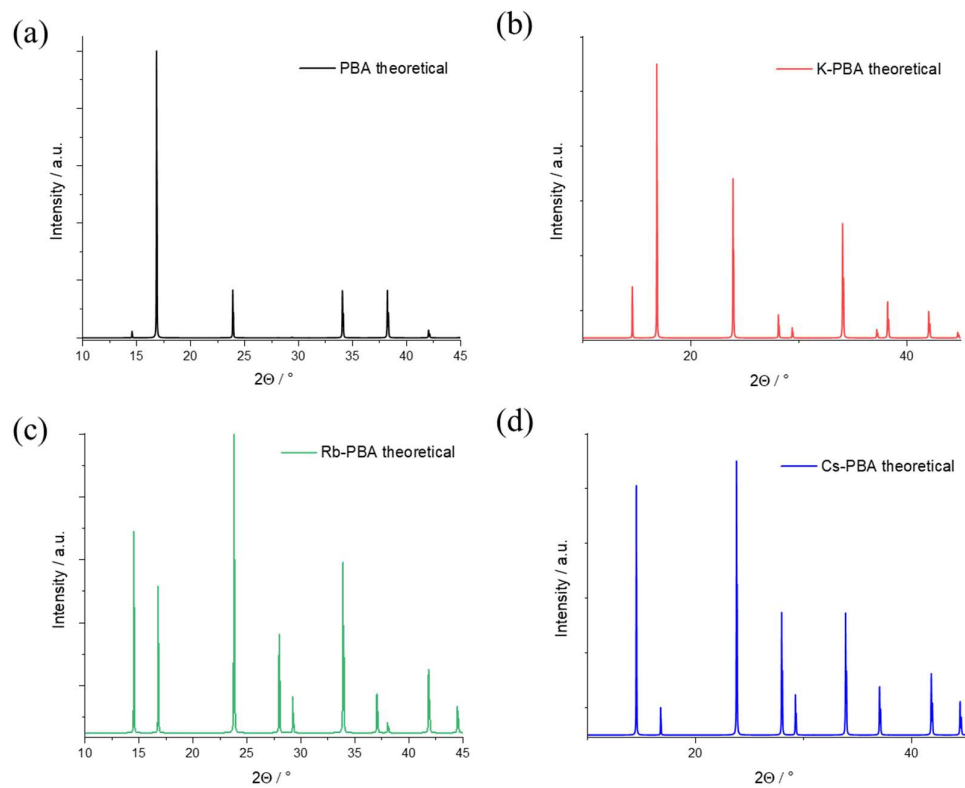 (a)
PBA theoretical
Intensity / a.u.
10 15 20 25 30 35 40 45
2Θ / °
(b)
K-PBA theoretical
Intensity / a.u.
20 40
2Θ / °
(c)
Rb-PBA theoretical
Intensity / a.u.
10 15 20 25 30 35 40 45
2Θ / °
(d)
Cs-PBA theoretical
Intensity / a.u.
20 40
2Θ / °